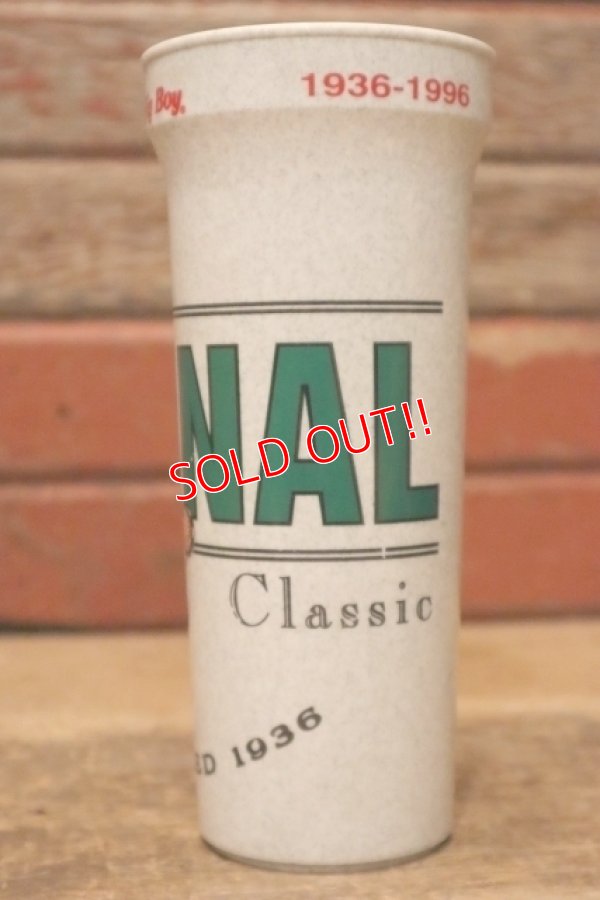 Boy® 1936-1996
NAL
SOLD OUT!!
Classic
1936